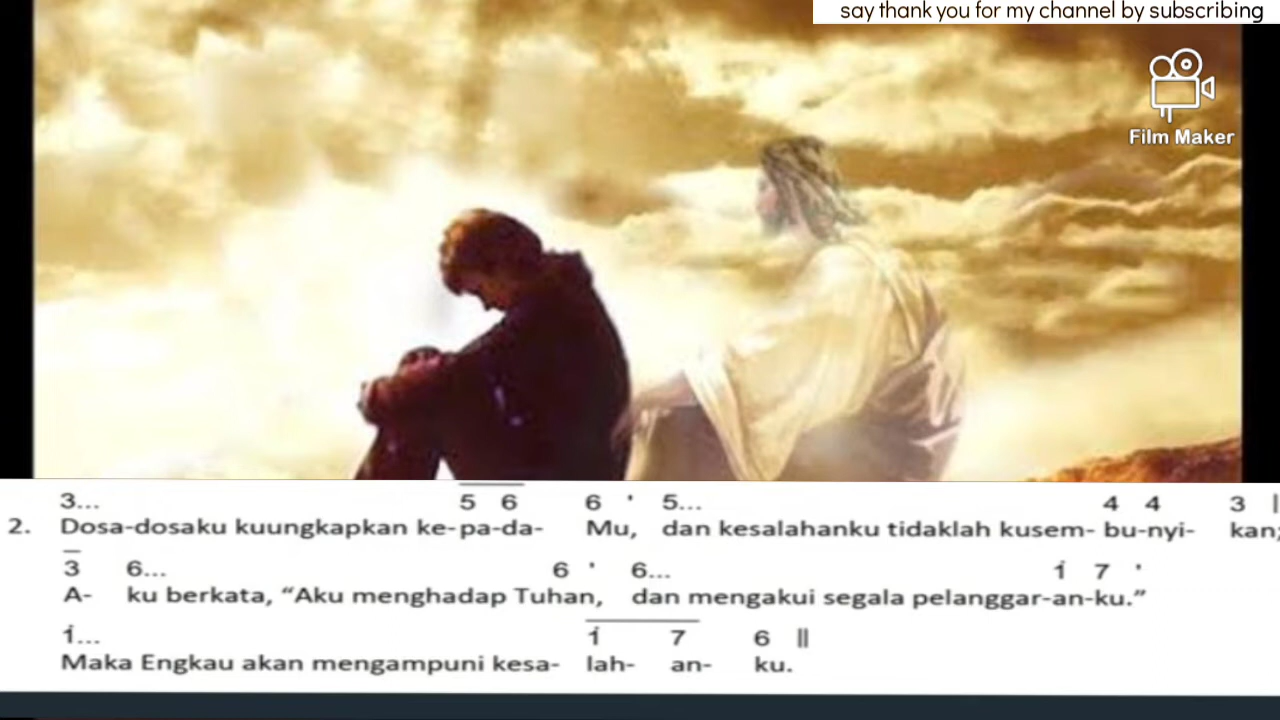 say thank you for my channel by subscribing
Film Maker
3... 5 6 6 ' 5... 4 4 3 |
2. Dosa-dosaku kuungkapkan ke-pa-da- Mu, dan kesalahanku tidaklah kusem- bu-nyi- kan;
3 6... 6 ' 6... 1̇ 7 '
A- ku berkata, “Aku menghadap Tuhan, dan mengakui segala pelanggar-an-ku.”
1̇... 1̇ 7 6 ||
Maka Engkau akan mengampuni kesa- lah- an- ku.